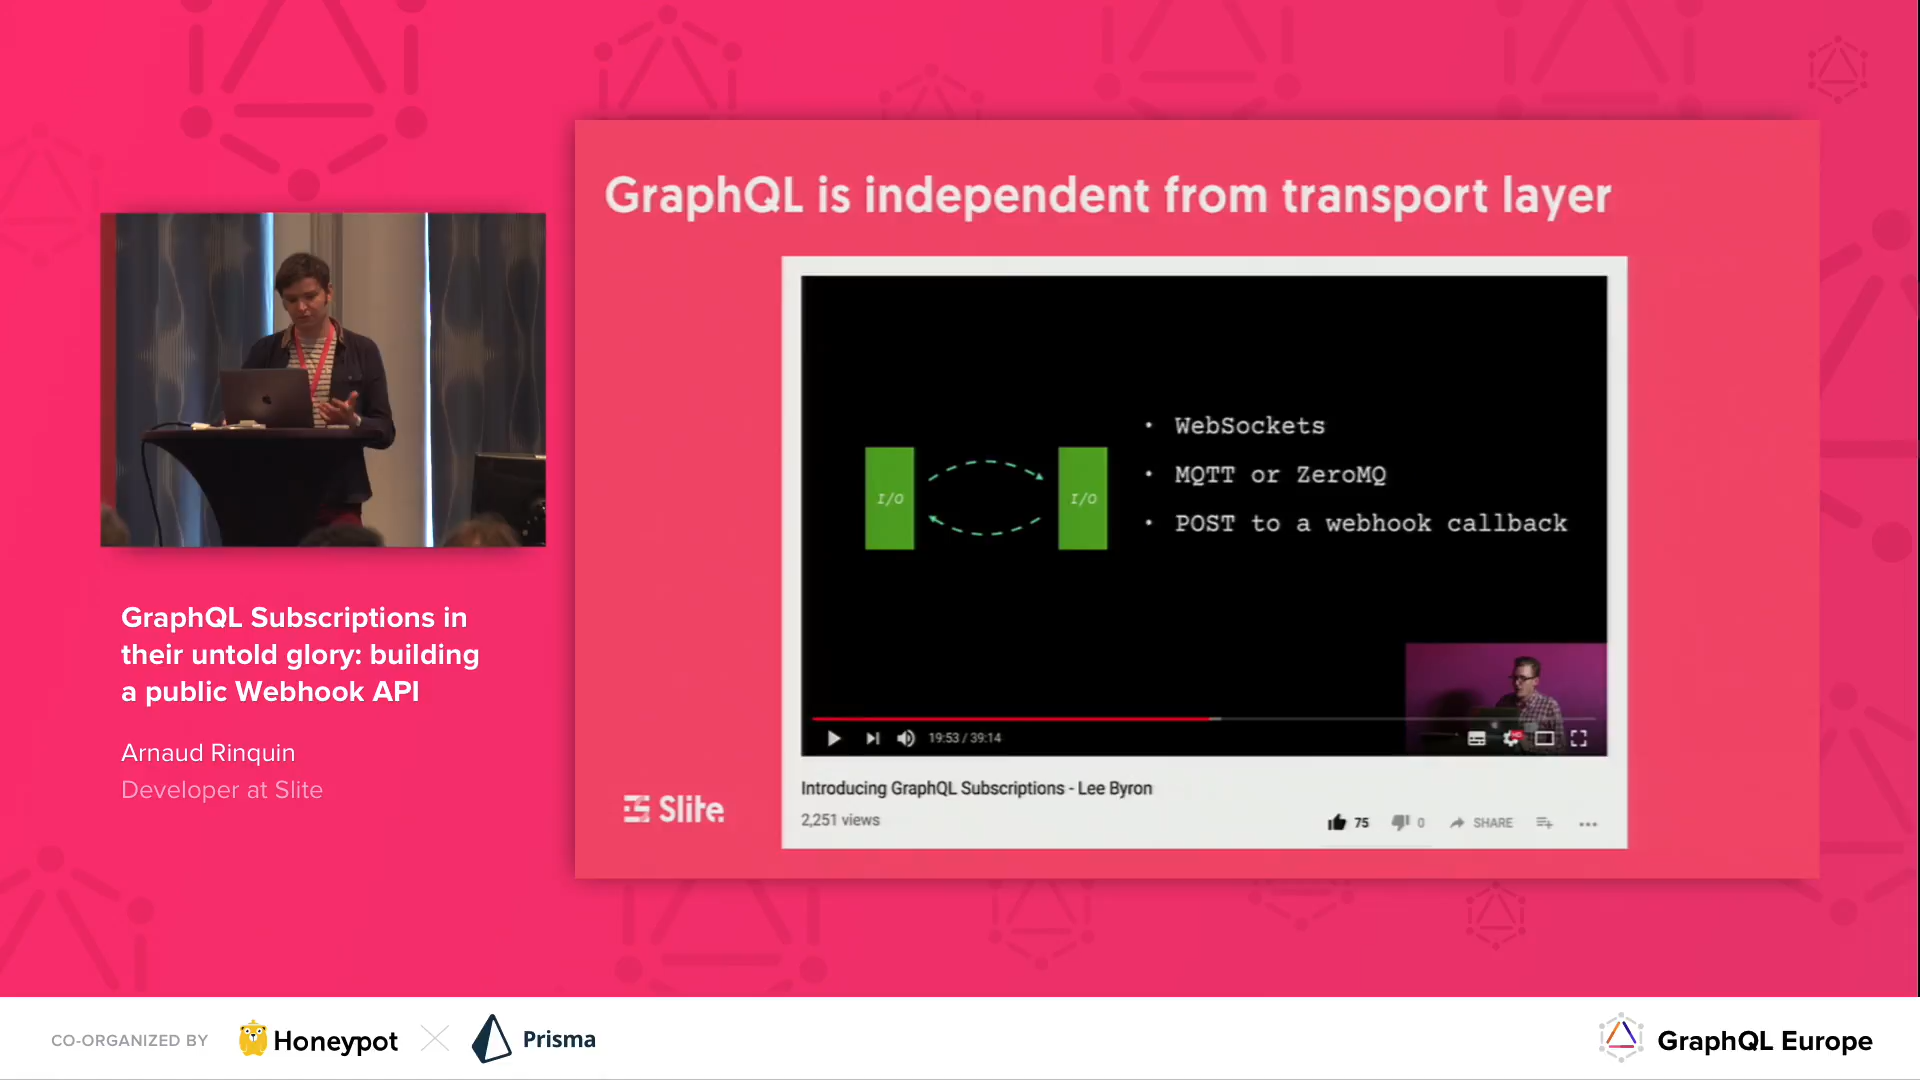 GraphQL is independent from transport layer
I/O
I/O
• WebSockets
• MQTT or ZeroMQ
• POST to a webhook callback
19:53 / 39:14
HD
Introducing GraphQL Subscriptions - Lee Byron
2,251 views
75
0
SHARE
Slite
GraphQL Subscriptions in
their untold glory: building
a public Webhook API
Arnaud Rinquin
Developer at Slite
CO-ORGANIZED BY
Honeypot
Prisma
GraphQL Europe